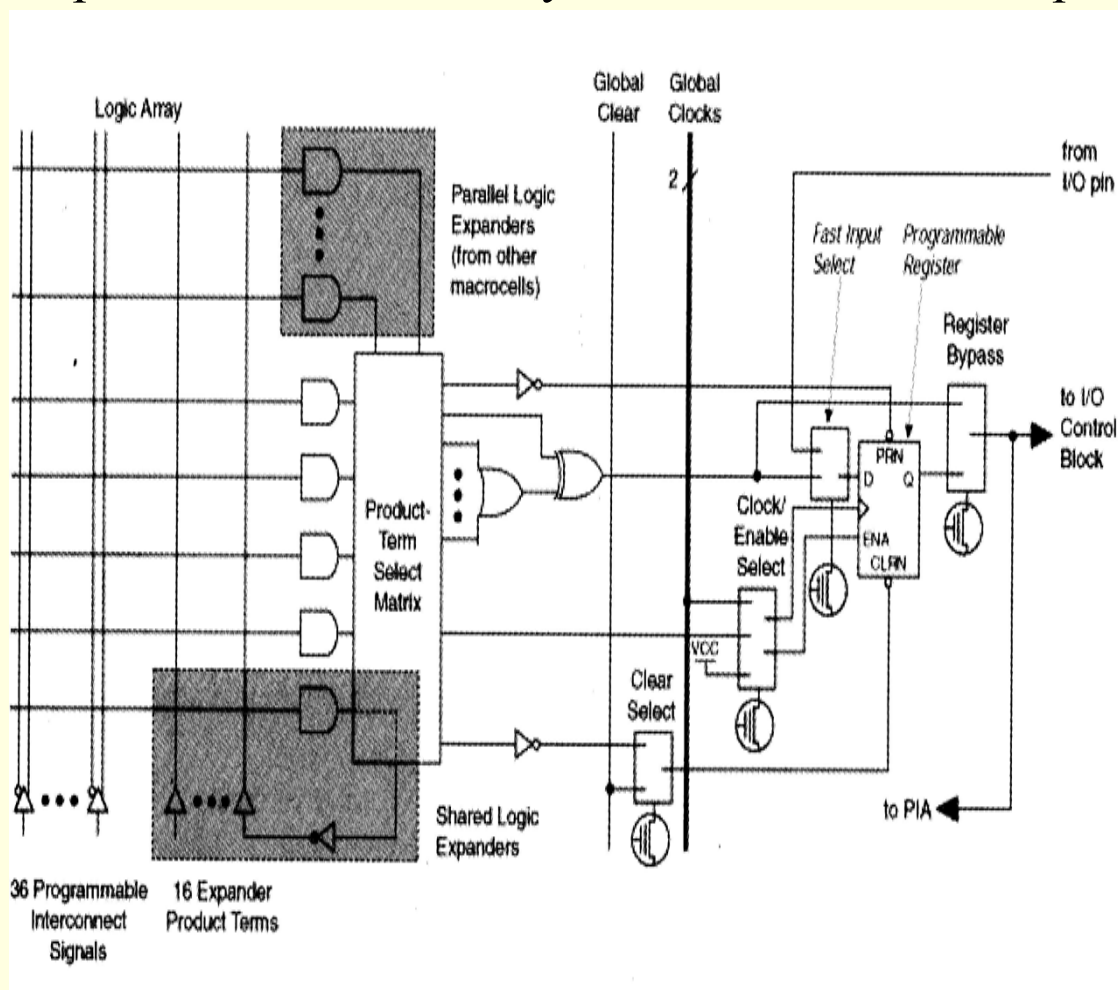 Logic Array
Global
Clear
Global
Clocks
from
I/O pin
2
Parallel Logic
Expanders
(from other
macrocells)
Fast Input
Select
Programmable
Register
Register
Bypass
to I/O
Control
Block
PRN
D Q
ENA
CLRN
Product-
Term
Select
Matrix
Clock/
Enable
Select
VCC
Clear
Select
to PIA
Shared Logic
Expanders
36 Programmable
Interconnect
Signals
16 Expander
Product Terms